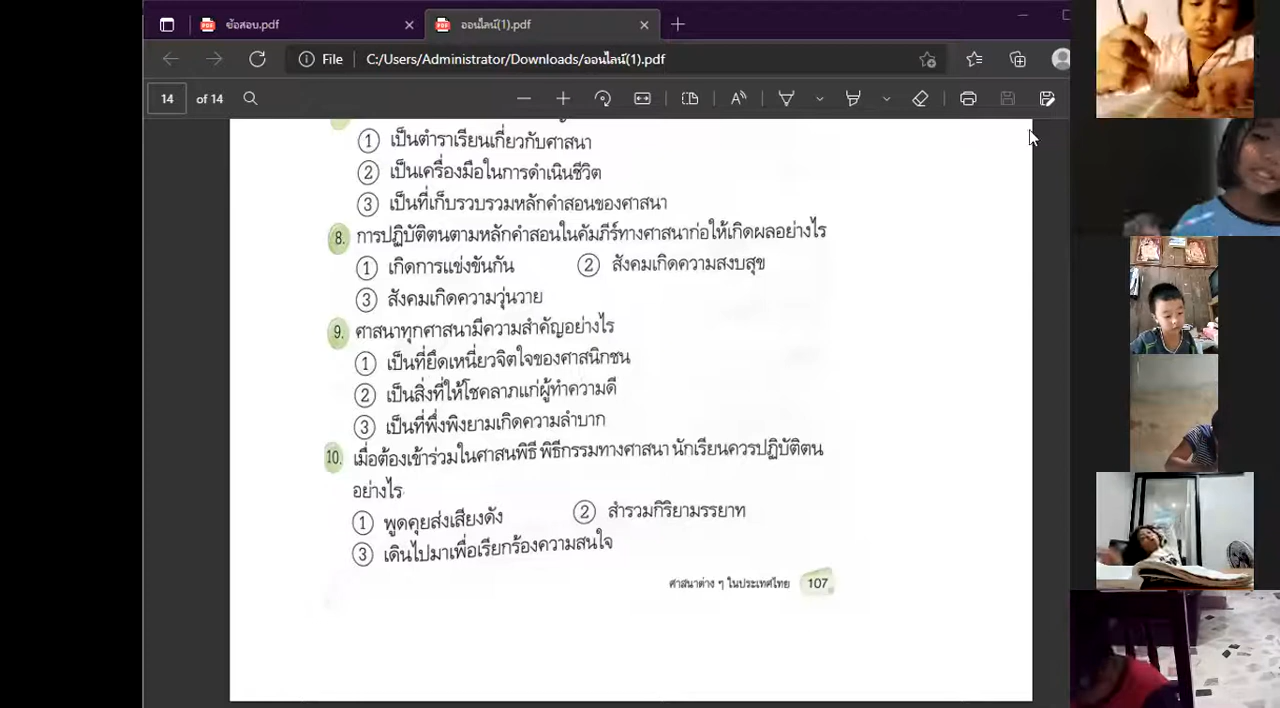 ข้อสอบ.pdf
ออนไลน์(1).pdf
File C:/Users/Administrator/Downloads/ออนไลน์(1).pdf
14 of 14
1 เป็นตำราเรียนเกี่ยวกับศาสนา
2 เป็นเครื่องมือในการดำเนินชีวิต
3 เป็นที่เก็บรวบรวมหลักคำสอนของศาสนา
8. การปฏิบัติตนตามหลักคำสอนในคัมภีร์ทางศาสนาก่อให้เกิดผลอย่างไร
1 เกิดการแข่งขันกัน 2 สังคมเกิดความสงบสุข
3 สังคมเกิดความวุ่นวาย
9. ศาสนาทุกศาสนามีความสำคัญอย่างไร
1 เป็นที่ยึดเหนี่ยวจิตใจของศาสนิกชน
2 เป็นสิ่งที่ให้โชคลาภแก่ผู้ทำความดี
3 เป็นที่พึ่งพิงยามเกิดความลำบาก
10. เมื่อต้องเข้าร่วมในศาสนพิธี พิธีกรรมทางศาสนา นักเรียนควรปฏิบัติตน
อย่างไร
1 พูดคุยส่งเสียงดัง 2 สำรวมกิริยามรรยาท
3 เดินไปมาเพื่อเรียกร้องความสนใจ
ศาสนาต่าง ๆ ในประเทศไทย 107